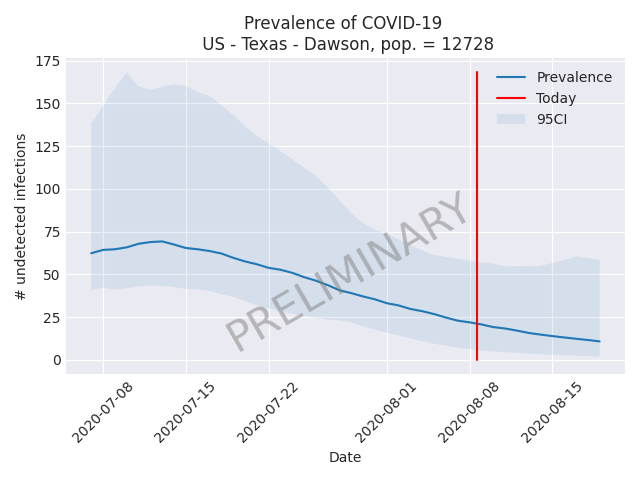 Prevalence of COVID-19
US - Texas - Dawson, pop. = 12728
175
150
125
100
75
50
25
0
# undetected infections
Prevalence
Today
95CI
PRELIMINARY
2020-07-08
2020-07-15
2020-07-22
2020-08-01
2020-08-08
2020-08-15
Date